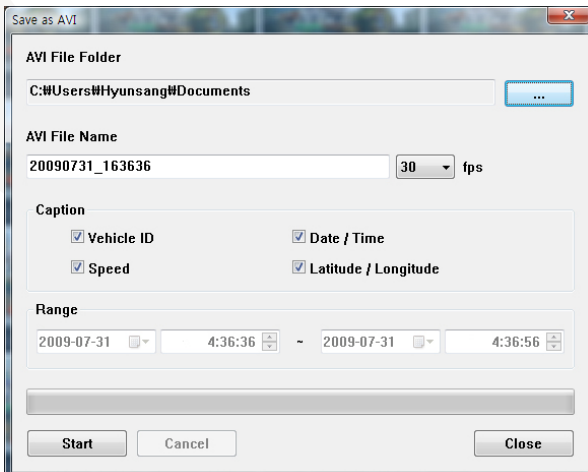 Save as AVI
AVI File Folder
C:₩Users₩Hyunsang₩Documents
...
AVI File Name
20090731_163636
30 fps
Caption
Vehicle ID
Date / Time
Speed
Latitude / Longitude
Range
2009-07-31 4:36:36 ~ 2009-07-31 4:36:56
Start Cancel Close